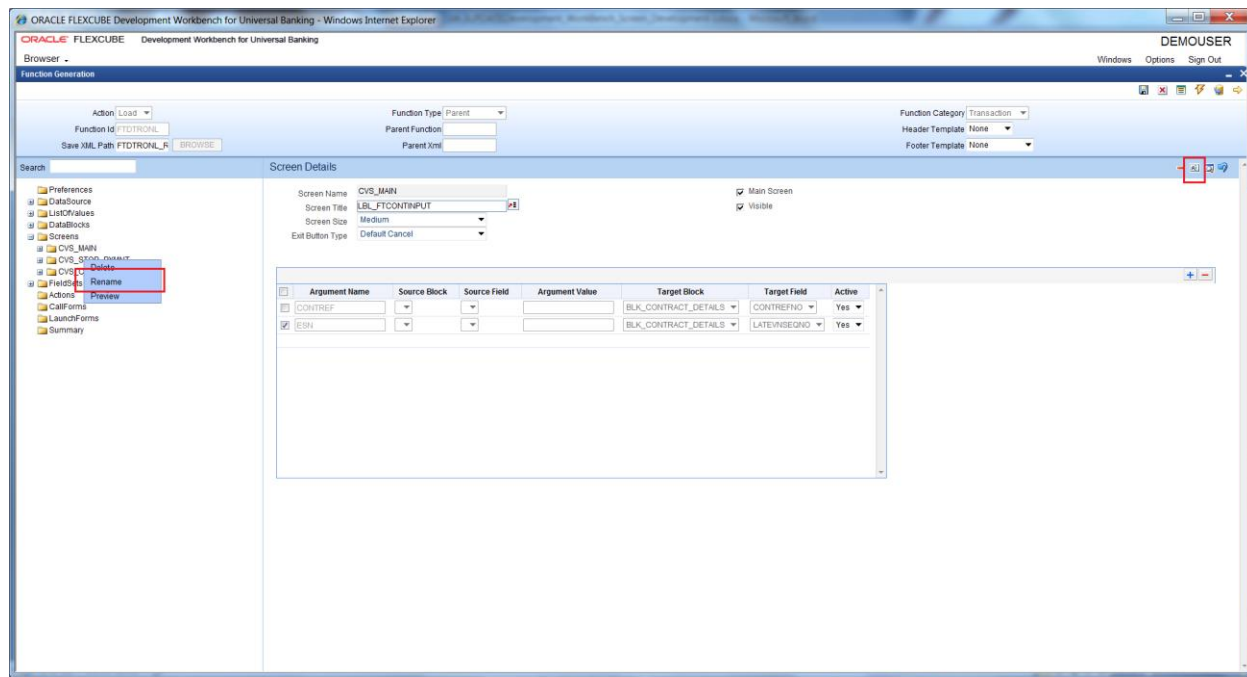 ORACLE FLEXCUBE Development Workbench for Universal Banking - Windows Internet Explorer
ORACLE FLEXCUBE Development Workbench for Universal Banking
DEMOUSER
Browser
Windows Options Sign Out
Function Generation
Action Load Function Type Parent Function Category Transaction
Function Id FTDTRONL Parent Function Header Template None
Save XML Path FTDTRONL_R BROWSE Parent Xml Footer Template None
Search Screen Details
Preferences
DataSource
ListOfValues
DataBlocks
Screens
CVS_MAIN
CVS_STOP_PYMNT
CVS_C
FieldSets
Actions
CallForms
LaunchForms
Summary
Delete
Rename
Preview
Screen Name CVS_MAIN Main Screen
Screen Title LBL_FTCONTINPUT Visible
Screen Size Medium
Exit Button Type Default Cancel
Argument Name Source Block Source Field Argument Value Target Block Target Field Active
CONTREF BLK_CONTRACT_DETAILS CONTREFNO Yes
ESN BLK_CONTRACT_DETAILS LATEVNSEQNO Yes